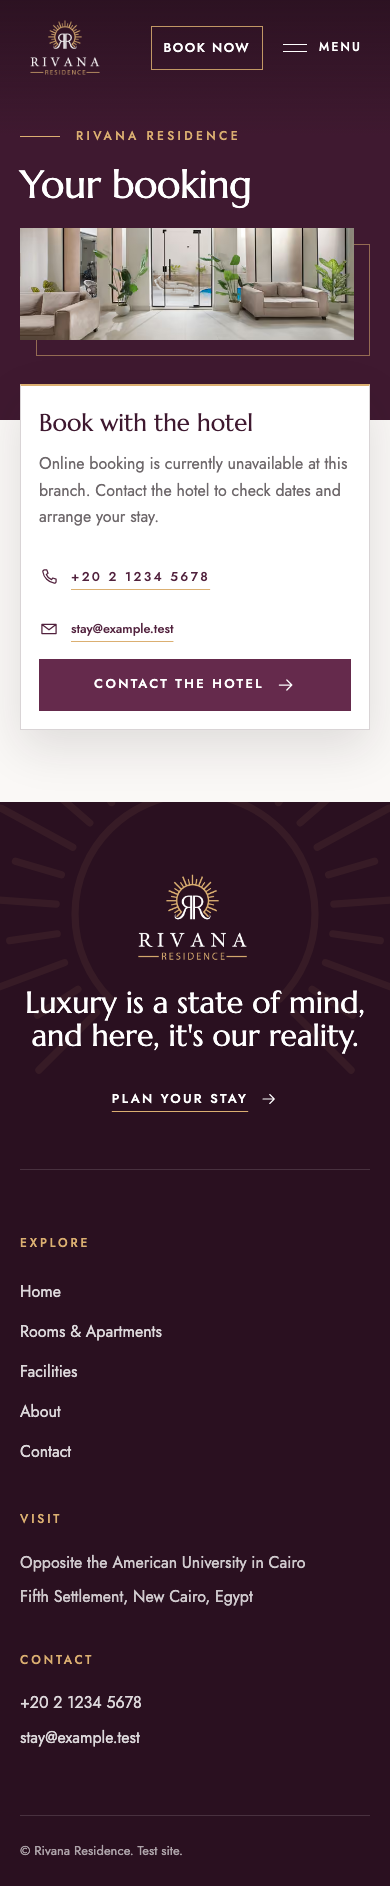 RIVANA
RESIDENCE
BOOK NOW
MENU
RIVANA RESIDENCE
Your booking
Book with the hotel
Online booking is currently unavailable at this
branch. Contact the hotel to check dates and
arrange your stay.
+20 2 1234 5678
stay@example.test
CONTACT THE HOTEL
RIVANA
RESIDENCE
Luxury is a state of mind,
and here, it's our reality.
PLAN YOUR STAY
EXPLORE
Home
Rooms & Apartments
Facilities
About
Contact
VISIT
Opposite the American University in Cairo
Fifth Settlement, New Cairo, Egypt
CONTACT
+20 2 1234 5678
stay@example.test
© Rivana Residence. Test site.